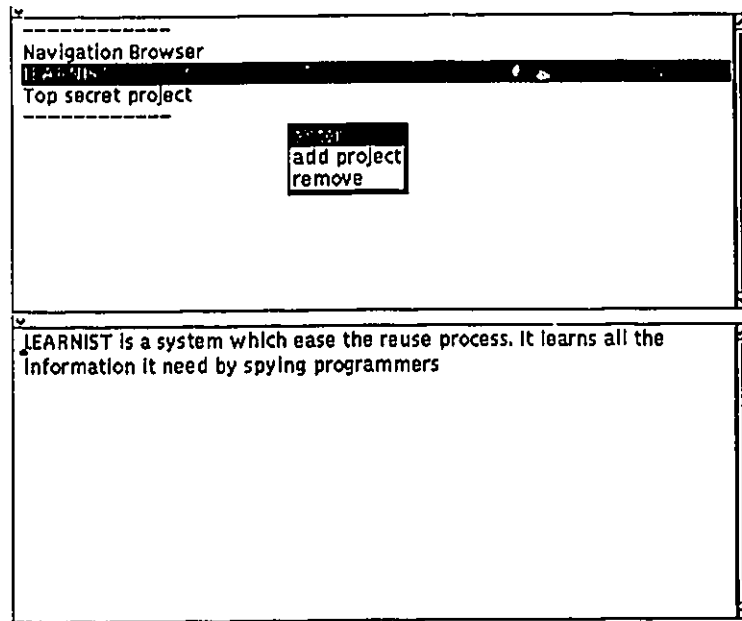 ------------
Navigation Browser
LEARNIST
Top secret project
------------
enter
add project
remove
LEARNIST is a system which ease the reuse process. It learns all the
information it need by spying programmers